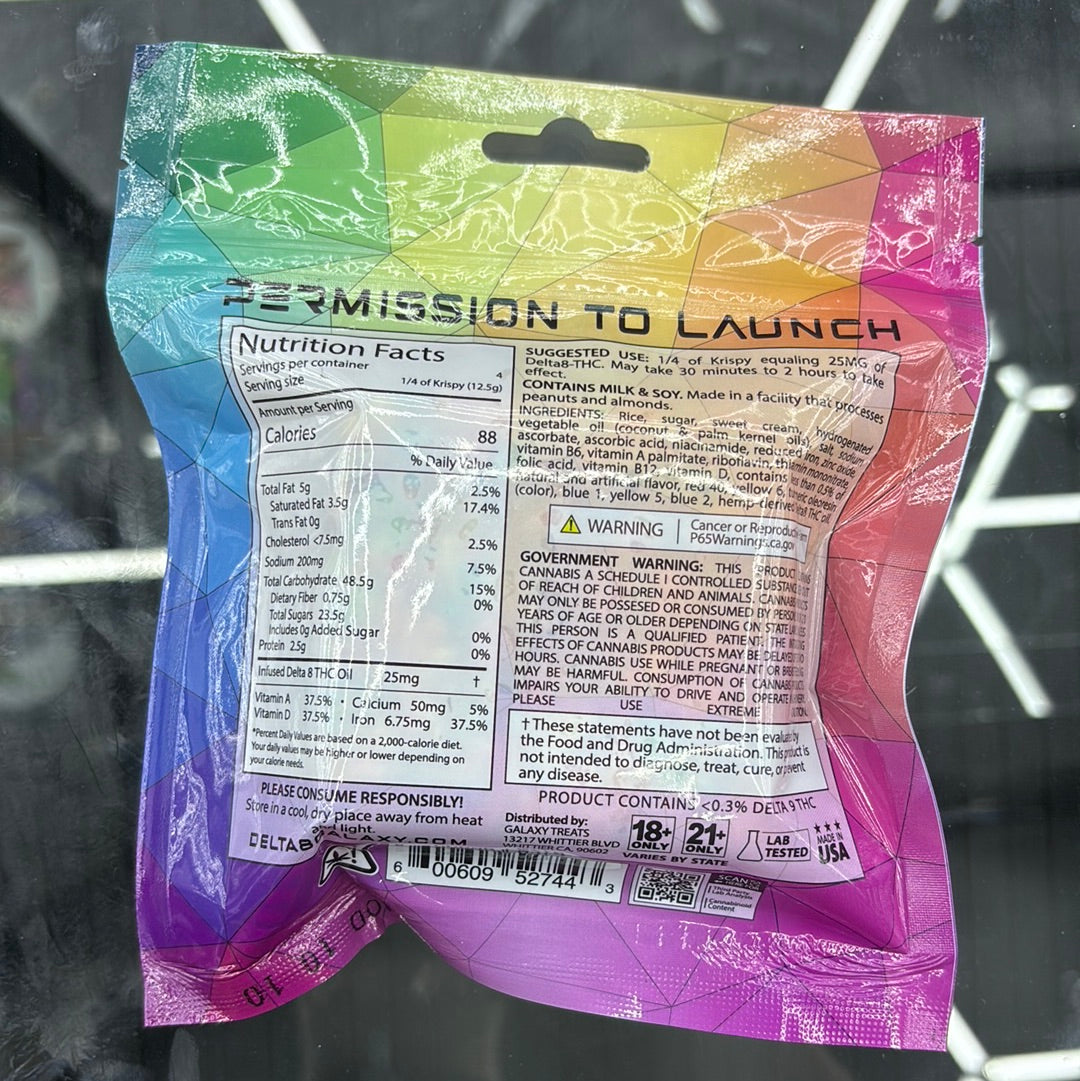 PERMISSION TO LAUNCH
Nutrition Facts
Servings per container 4
Serving size 1/4 of Krispy (12.5g)
Amount per Serving
Calories 88
% Daily Value
Total Fat 5g 2.5%
Saturated Fat 3.5g 17.4%
Trans Fat 0g
Cholesterol <7.5mg 2.5%
Sodium 200mg 7.5%
Total Carbohydrate 48.5g 15%
Dietary Fiber 0.75g 0%
Total Sugars 23.5g
Includes 0g Added Sugar 0%
Protein 2.5g 0%
Infused Delta 8 THC Oil 25mg †
Vitamin A 37.5% • Calcium 50mg 5%
Vitamin D 37.5% • Iron 6.75mg 37.5%
*Percent Daily Values are based on a 2,000-calorie diet.
Your daily values may be higher or lower depending on
your calorie needs.
PLEASE CONSUME RESPONSIBLY!
Store in a cool, dry place away from heat
and light.
SUGGESTED USE: 1/4 of Krispy equaling 25MG of
Delta8-THC. May take 30 minutes to 2 hours to take
effect.
CONTAINS MILK & SOY. Made in a facility that processes
peanuts and almonds.
INGREDIENTS: Rice, sugar, sweet cream, hydrogenated
vegetable oil (coconut & palm kernel oils), salt, sodium
ascorbate, ascorbic acid, niacinamide, reduced iron, zinc oxide,
vitamin B6, vitamin A palmitate, riboflavin, thiamin mononitrate
folic acid, vitamin B12, vitamin D, contains less than 0.5% of
natural and artificial flavor, red 40, yellow 6, oleoresin
(color), blue 1, yellow 5, blue 2, hemp-derived THC oil.
WARNING Cancer or
P65Warnings.ca.gov
GOVERNMENT WARNING: THIS PRODUCT
CANNABIS A SCHEDULE I CONTROLLED SUBSTANCE
OF REACH OF CHILDREN AND ANIMALS.
MAY ONLY BE POSSESED OR CONSUMED BY
YEARS OF AGE OR OLDER DEPENDING ON STATE
THIS PERSON IS A QUALIFIED PATIENT. THE
EFFECTS OF CANNABIS PRODUCTS MAY BE DELAYED
HOURS. CANNABIS USE WHILE PREGNANT OR
MAY BE HARMFUL. CONSUMPTION OF
IMPAIRS YOUR ABILITY TO DRIVE AND OPERATE
PLEASE USE EXTREME
† These statements have not been
the Food and Drug Administration. This product is
not intended to diagnose, treat, cure, or prevent
any disease.
PRODUCT CONTAINS <0.3% DELTA 9 THC
Distributed by:
GALAXY TREATS
13217 WHITTIER BLVD
WHITTIER CA, 90602
18+ ONLY
21+ ONLY
VARIES BY STATE
LAB TESTED
MADE IN USA
6 00609 52744 3
Third Party
Lab Analysis
Cannabinoid
Content